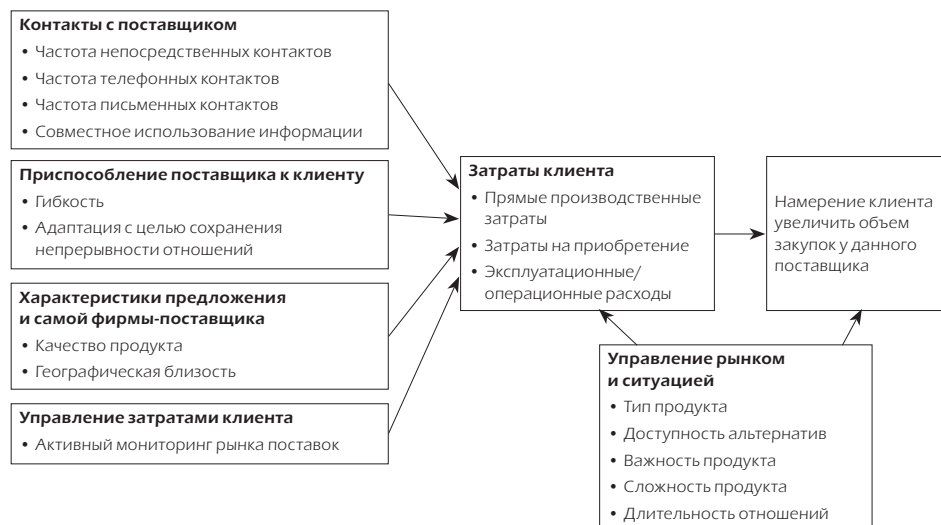 Контакты с поставщиком
• Частота непосредственных контактов
• Частота телефонных контактов
• Частота письменных контактов
• Совместное использование информации
Приспособление поставщика к клиенту
• Гибкость
• Адаптация с целью сохранения
непрерывности отношений
Характеристики предложения
и самой фирмы-поставщика
• Качество продукта
• Географическая близость
Управление затратами клиента
• Активный мониторинг рынка поставок
Затраты клиента
• Прямые производственные
затраты
• Затраты на приобретение
• Эксплуатационные/
операционные расходы
Намерение клиента
увеличить объем
закупок у данного
поставщика
Управление рынком
и ситуацией
• Тип продукта
• Доступность альтернатив
• Важность продукта
• Сложность продукта
• Длительность отношений